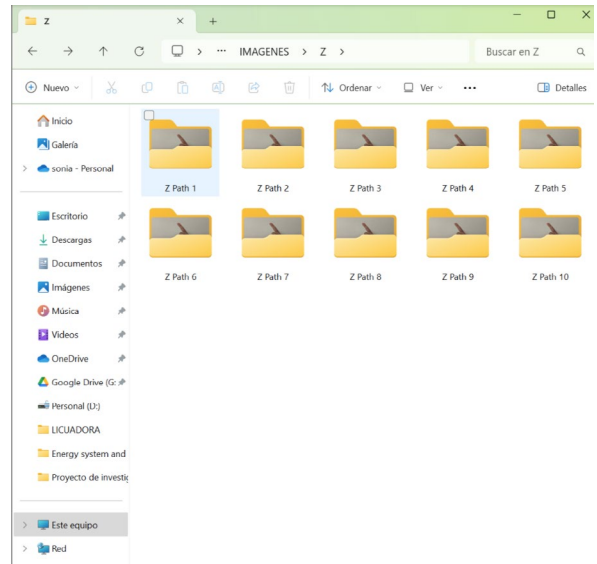 Z
IMAGENES > Z >
Buscar en Z
Nuevo
Ordenar
Ver
Detalles
Inicio
Galería
sonia - Personal
Escritorio
Descargas
Documentos
Imágenes
Música
Videos
OneDrive
Google Drive (G:
Personal (D:)
LICUADORA
Energy system and
Proyecto de investig
Este equipo
Red
Z Path 1 Z Path 2 Z Path 3 Z Path 4 Z Path 5
Z Path 6 Z Path 7 Z Path 8 Z Path 9 Z Path 10